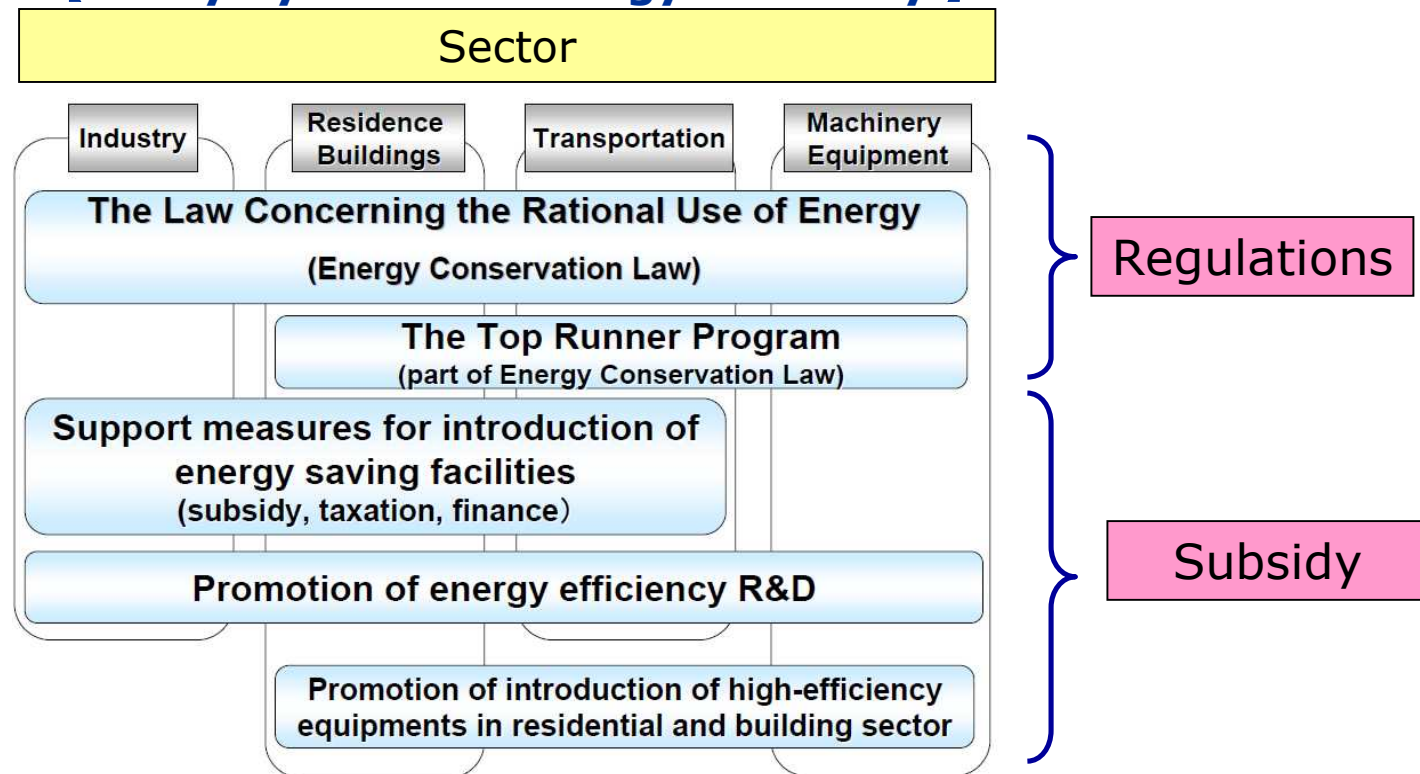 Sector
Industry
Residence
Buildings
Transportation
Machinery
Equipment
The Law Concerning the Rational Use of Energy
(Energy Conservation Law)
Regulations
The Top Runner Program
(part of Energy Conservation Law)
Support measures for introduction of
energy saving facilities
(subsidy, taxation, finance）
Subsidy
Promotion of energy efficiency R&D
Promotion of introduction of high-efficiency
equipments in residential and building sector